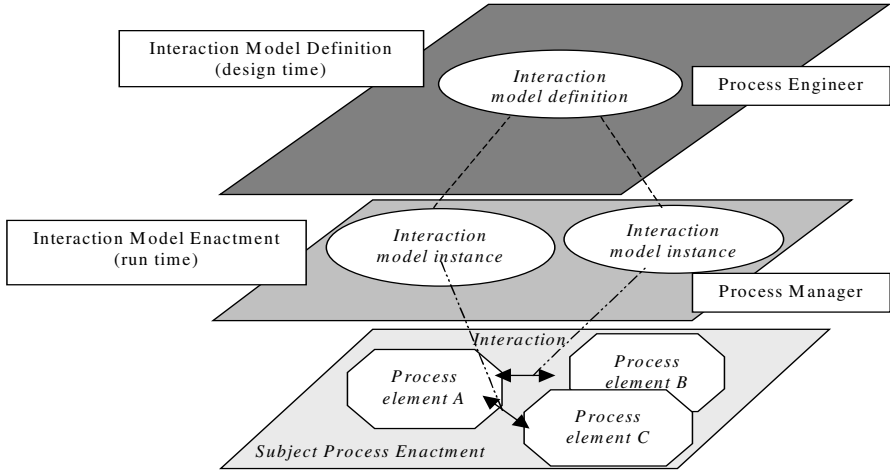 Interaction Model Definition
(design time)
Interaction
model definition
Process Engineer
Interaction Model Enactment
(run time)
Interaction
model instance
Interaction
model instance
Process Manager
Interaction
Process
element A
Process
element B
Process
element C
Subject Process Enactment